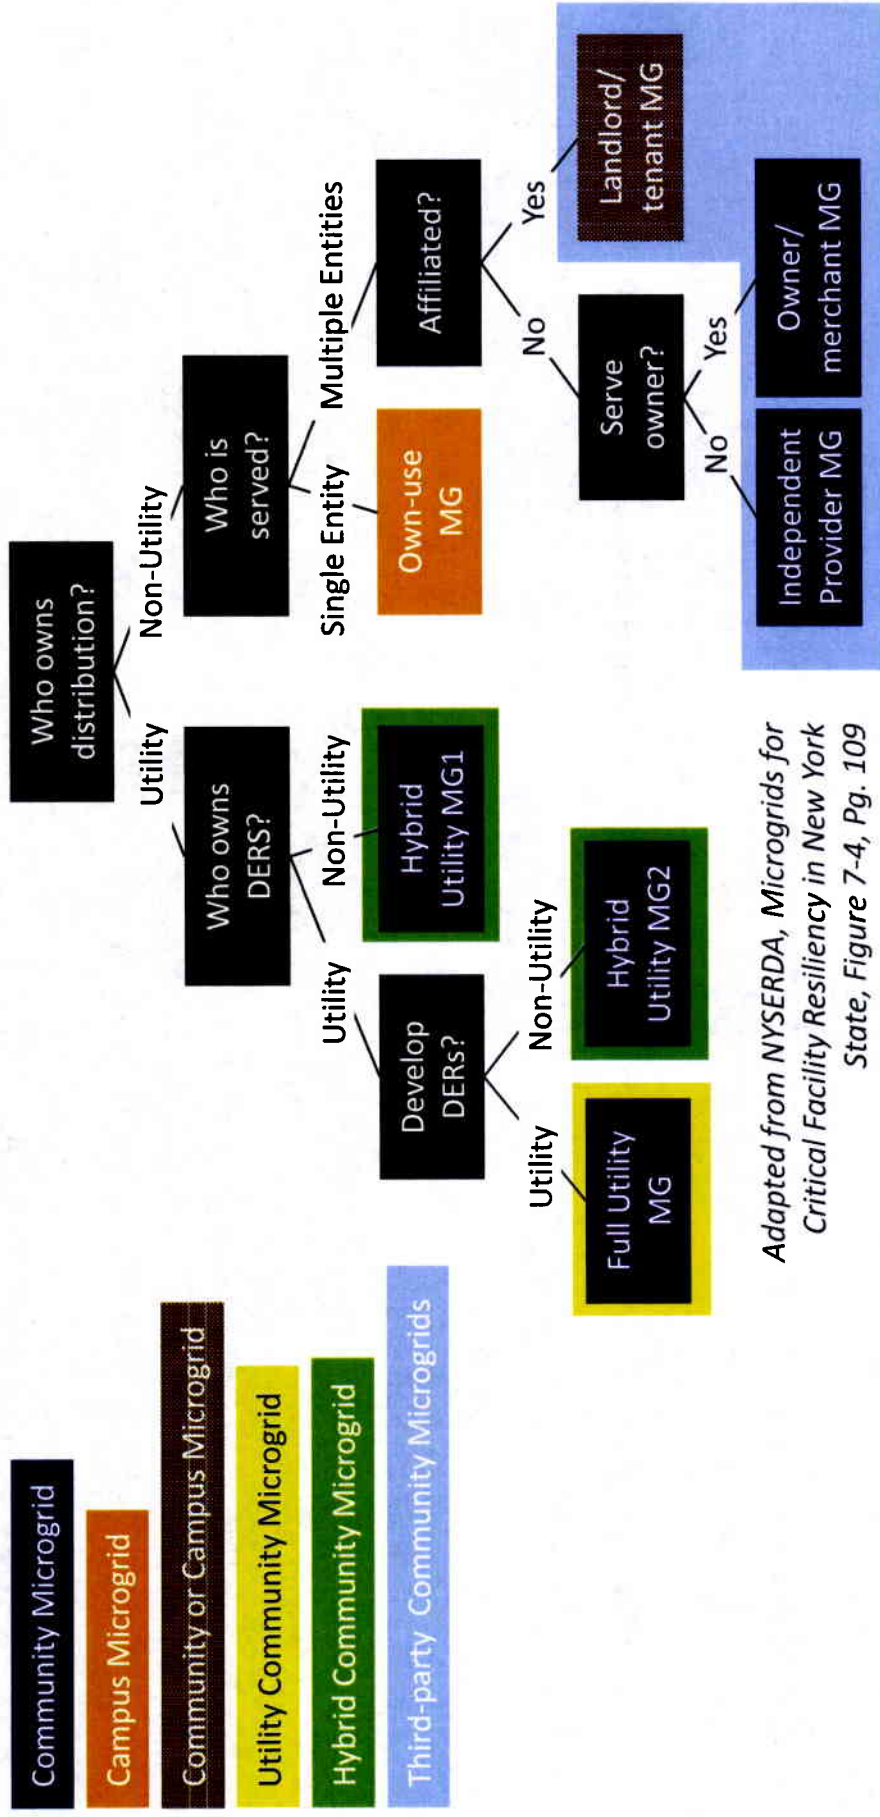 Community Microgrid
Campus Microgrid
Community or Campus Microgrid
Utility Community Microgrid
Hybrid Community Microgrid
Third-party Community Microgrids
Who owns
distribution?
Utility
Non-Utility
Who owns
DERS?
Who is
served?
Utility
Non-Utility
Single Entity
Multiple Entities
Develop
DERs?
Hybrid
Utility MG1
Own-use
MG
Affiliated?
Utility
Non-Utility
No
Yes
Full Utility
MG
Hybrid
Utility MG2
Serve
owner?
Landlord/
tenant MG
No
Yes
Independent
Provider MG
Owner/
merchant MG
Adapted from NYSERDA, Microgrids for
Critical Facility Resiliency in New York
State, Figure 7-4, Pg. 109